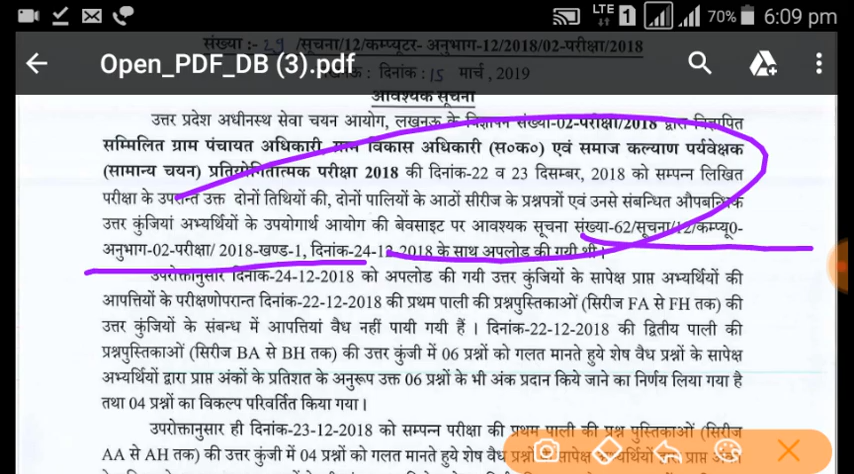 LTE 1 70% 6:09 pm
संख्या :- 29 /सूचना/12/कम्प्यूटर- अनुभाग-12/2018/02-परीक्षा/2018
Open_PDF_DB (3).pdf
लखनऊ : दिनांक : 15 मार्च, 2019
आवश्यक सूचना
उत्तर प्रदेश अधीनस्थ सेवा चयन आयोग, लखनऊ के विज्ञापन संख्या-02-परीक्षा/2018 द्वारा विज्ञापित
सम्मिलित ग्राम पंचायत अधिकारी, ग्राम विकास अधिकारी (स०क०) एवं समाज कल्याण पर्यवेक्षक
(सामान्य चयन) प्रतियोगितात्मक परीक्षा 2018 की दिनांक-22 व 23 दिसम्बर, 2018 को सम्पन्न लिखित
परीक्षा के उपरान्त उक्त दोनों तिथियों की, दोनों पालियों के आठों सीरीज के प्रश्नपत्रों एवं उनसे संबन्धित औपबन्धिक
उत्तर कुंजियां अभ्यर्थियों के उपयोगार्थ आयोग की बेवसाइट पर आवश्यक सूचना संख्या-62/सूचना/12/कम्प्यू0-
अनुभाग-02-परीक्षा/ 2018-खण्ड-1, दिनांक-24-12-2018 के साथ अपलोड की गयी थी ।
उपरोक्तानुसार दिनांक-24-12-2018 को अपलोड की गयी उत्तर कुंजियों के सापेक्ष प्राप्त अभ्यर्थियों की
आपत्तियों के परीक्षणोपरान्त दिनांक-22-12-2018 की प्रथम पाली की प्रश्नपुस्तिकाओं (सिरीज FA से FH तक) की
उत्तर कुंजियों के संबन्ध में आपत्तियां वैध नहीं पायी गयी हैं । दिनांक-22-12-2018 की द्वितीय पाली की
प्रश्नपुस्तिकाओं (सिरीज BA से BH तक) की उत्तर कुंजी में 06 प्रश्नों को गलत मानते हुये शेष वैध प्रश्नों के सापेक्ष
अभ्यर्थियों द्वारा प्राप्त अंकों के प्रतिशत के अनुरूप उक्त 06 प्रश्नों के भी अंक प्रदान किये जाने का निर्णय लिया गया है
तथा 04 प्रश्नों का विकल्प परिवर्तित किया गया।
उपरोक्तानुसार ही दिनांक-23-12-2018 को सम्पन्न परीक्षा की प्रथम पाली की प्रश्न पुस्तिकाओं (सिरीज
AA से AH तक) की उत्तर कुंजी में 04 प्रश्नों को गलत मानते हुये शेष वैध प्रश्नों के सापेक्ष अभ्यर्थियों द्वारा प्राप्त अंकों